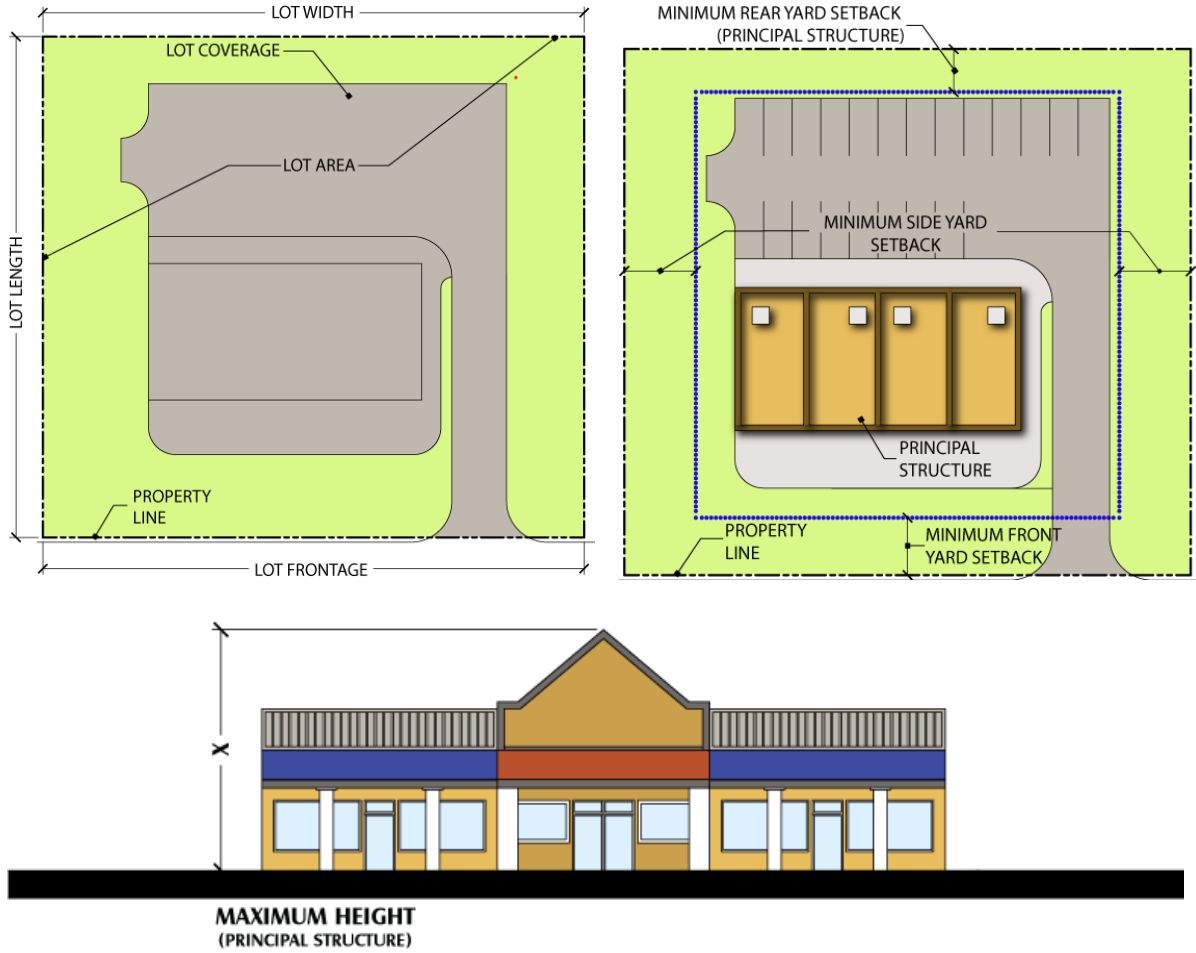 LOT WIDTH
LOT COVERAGE
LOT AREA
LOT LENGTH
PROPERTY
LINE
LOT FRONTAGE
MINIMUM REAR YARD SETBACK
(PRINCIPAL STRUCTURE)
MINIMUM SIDE YARD
SETBACK
PRINCIPAL
STRUCTURE
PROPERTY
LINE
MINIMUM FRONT
YARD SETBACK
X
MAXIMUM HEIGHT
(PRINCIPAL STRUCTURE)